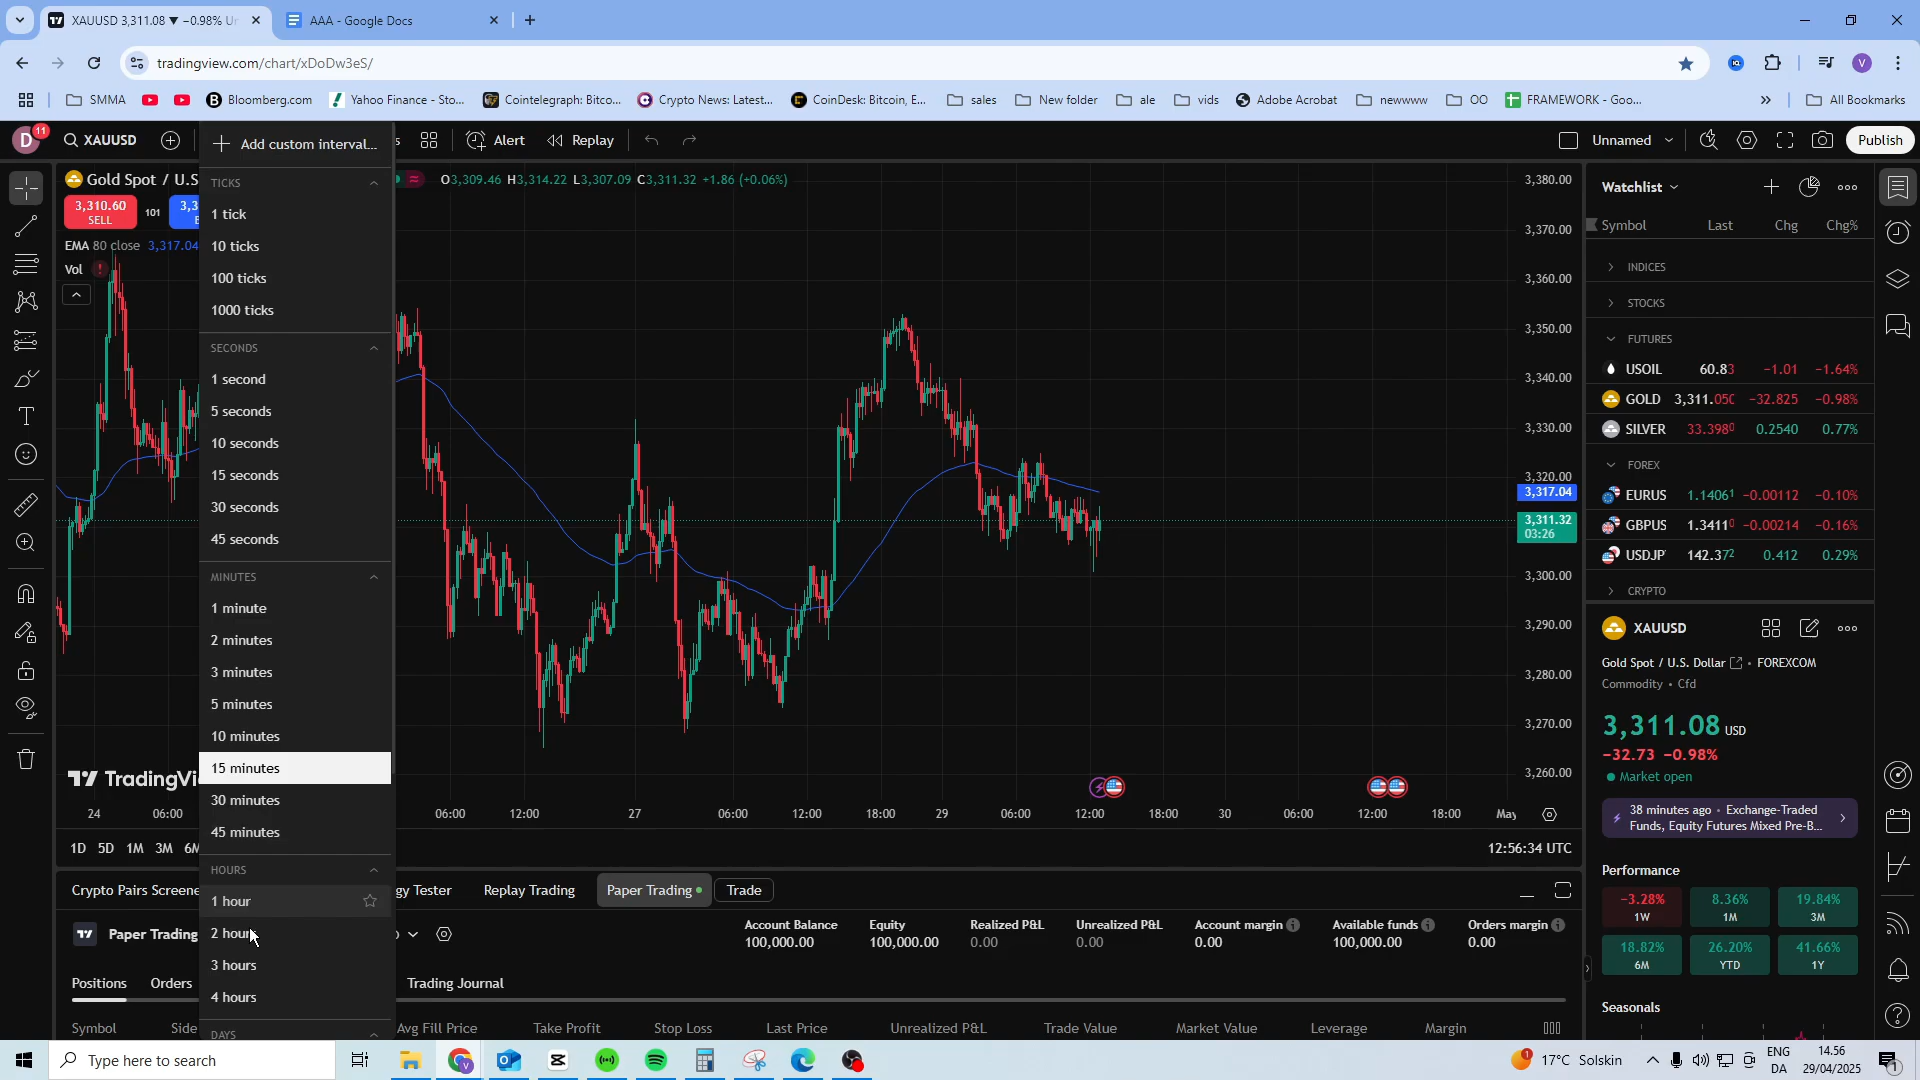 XAUUSD 3,311.08 ▼ −0.98% Un
AAA - Google Docs
tradingview.com/chart/xDoDw3eS/
SMMA
Bloomberg.com
Yahoo Finance - Sto...
Cointelegraph: Bitco...
Crypto News: Latest...
CoinDesk: Bitcoin, E...
sales
New folder
ale
vids
Adobe Acrobat
newwww
OO
FRAMEWORK - Goo...
All Bookmarks
D
11
XAUUSD
Add custom interval...
s
Alert
Replay
Unnamed
Publish
Gold Spot / U.S
O3,309.46 H3,314.22 L3,307.09 C3,311.32 +1.86 (+0.06%)
3,310.60
SELL
101
3,3
EMA 80 close 3,317.04
Vol
TICKS
1 tick
10 ticks
100 ticks
1000 ticks
SECONDS
1 second
5 seconds
10 seconds
15 seconds
30 seconds
45 seconds
MINUTES
1 minute
2 minutes
3 minutes
5 minutes
10 minutes
15 minutes
30 minutes
45 minutes
HOURS
1 hour
2 hours
3 hours
4 hours
DAYS
TradingVi
3,380.00
3,370.00
3,360.00
3,350.00
3,340.00
3,330.00
3,320.00
3,317.04
3,311.32
03:26
3,300.00
3,290.00
3,280.00
3,270.00
3,260.00
24
06:00
06:00
12:00
27
06:00
12:00
18:00
29
06:00
12:00
18:00
30
06:00
12:00
18:00
May
1D 5D 1M 3M 6M
12:56:34 UTC
Crypto Pairs Screene
gy Tester
Replay Trading
Paper Trading
Trade
Paper Trading
Account Balance
100,000.00
Equity
100,000.00
Realized P&L
0.00
Unrealized P&L
0.00
Account margin
0.00
Available funds
100,000.00
Orders margin
0.00
Positions
Orders
Trading Journal
Symbol
Side
Avg Fill Price
Take Profit
Stop Loss
Last Price
Unrealized P&L
Trade Value
Market Value
Leverage
Margin
Watchlist
Symbol Last Chg Chg%
INDICES
STOCKS
FUTURES
USOIL 60.83 −1.01 −1.64%
GOLD 3,311.050 −32.825 −0.98%
SILVER 33.3980 0.2540 0.77%
FOREX
EURUS 1.14061 −0.00112 −0.10%
GBPUS 1.34110 −0.00214 −0.16%
USDJP 142.372 0.412 0.29%
CRYPTO
XAUUSD
Gold Spot / U.S. Dollar • FOREXCOM
Commodity • Cfd
3,311.08 USD
−32.73 −0.98%
Market open
38 minutes ago • Exchange-Traded
Funds, Equity Futures Mixed Pre-B...
Performance
−3.28%
1W
8.36%
1M
19.84%
3M
18.82%
6M
26.20%
YTD
41.66%
1Y
Seasonals
Type here to search
17°C Solskin
ENG
DA
14.56
29/04/2025
1